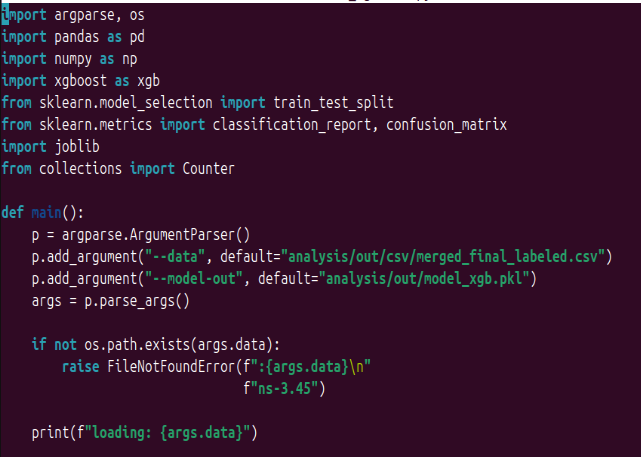 import argparse, os
import pandas as pd
import numpy as np
import xgboost as xgb
from sklearn.model_selection import train_test_split
from sklearn.metrics import classification_report, confusion_matrix
import joblib
from collections import Counter

def main():
    p = argparse.ArgumentParser()
    p.add_argument("--data", default="analysis/out/csv/merged_final_labeled.csv")
    p.add_argument("--model-out", default="analysis/out/model_xgb.pkl")
    args = p.parse_args()

    if not os.path.exists(args.data):
        raise FileNotFoundError(f":{args.data}\n"
                                f"ns-3.45")

    print(f"loading: {args.data}")